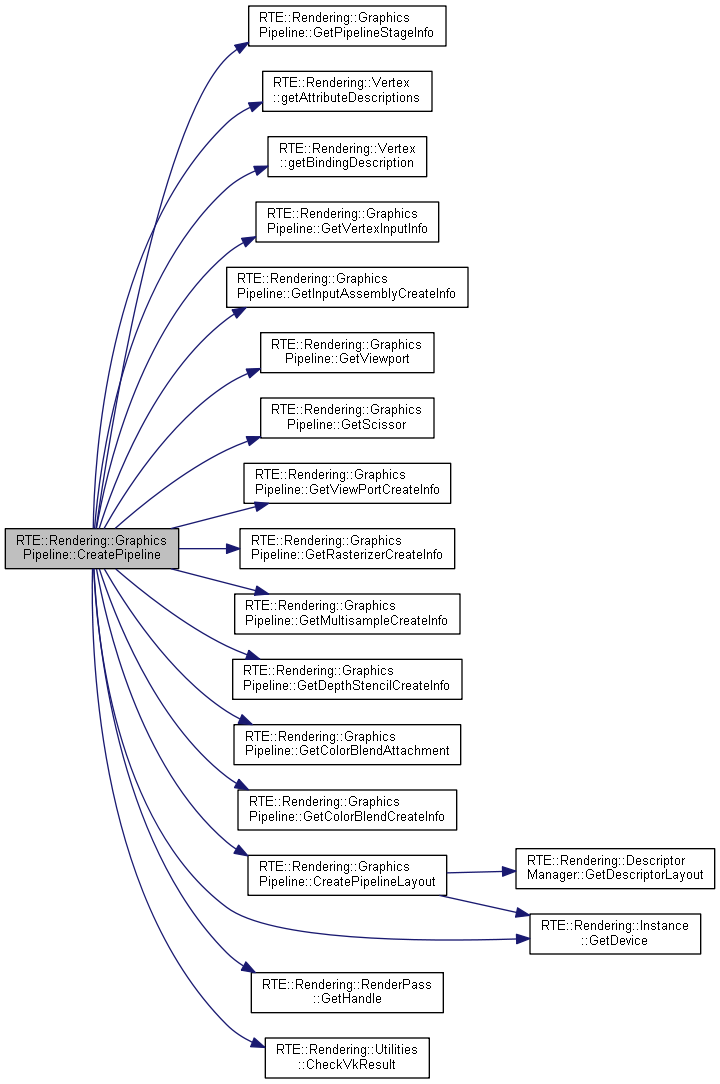 RTE::Rendering::Graphics
Pipeline::GetPipelineStageInfo
RTE::Rendering::Vertex
::getAttributeDescriptions
RTE::Rendering::Vertex
::getBindingDescription
RTE::Rendering::Graphics
Pipeline::GetVertexInputInfo
RTE::Rendering::Graphics
Pipeline::GetInputAssemblyCreateInfo
RTE::Rendering::Graphics
Pipeline::GetViewport
RTE::Rendering::Graphics
Pipeline::GetScissor
RTE::Rendering::Graphics
Pipeline::GetViewPortCreateInfo
RTE::Rendering::Graphics
Pipeline::CreatePipeline
RTE::Rendering::Graphics
Pipeline::GetRasterizerCreateInfo
RTE::Rendering::Graphics
Pipeline::GetMultisampleCreateInfo
RTE::Rendering::Graphics
Pipeline::GetDepthStencilCreateInfo
RTE::Rendering::Graphics
Pipeline::GetColorBlendAttachment
RTE::Rendering::Graphics
Pipeline::GetColorBlendCreateInfo
RTE::Rendering::Graphics
Pipeline::CreatePipelineLayout
RTE::Rendering::Descriptor
Manager::GetDescriptorLayout
RTE::Rendering::Instance
::GetDevice
RTE::Rendering::RenderPass
::GetHandle
RTE::Rendering::Utilities
::CheckVkResult